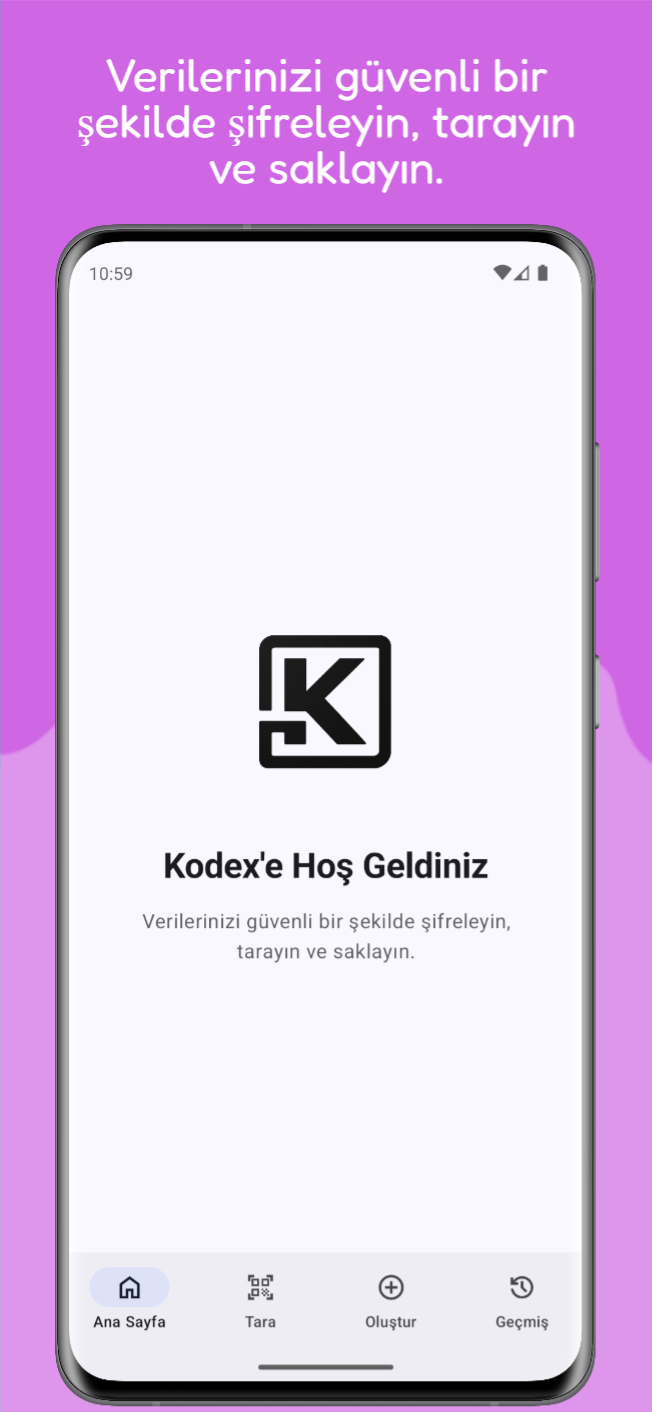 Verilerinizi güvenli bir
şekilde şifreleyin, tarayın
ve saklayın.
10:59
K
Kodex'e Hoş Geldiniz
Verilerinizi güvenli bir şekilde şifreleyin,
tarayın ve saklayın.
Ana Sayfa
Tara
Oluştur
Geçmiş